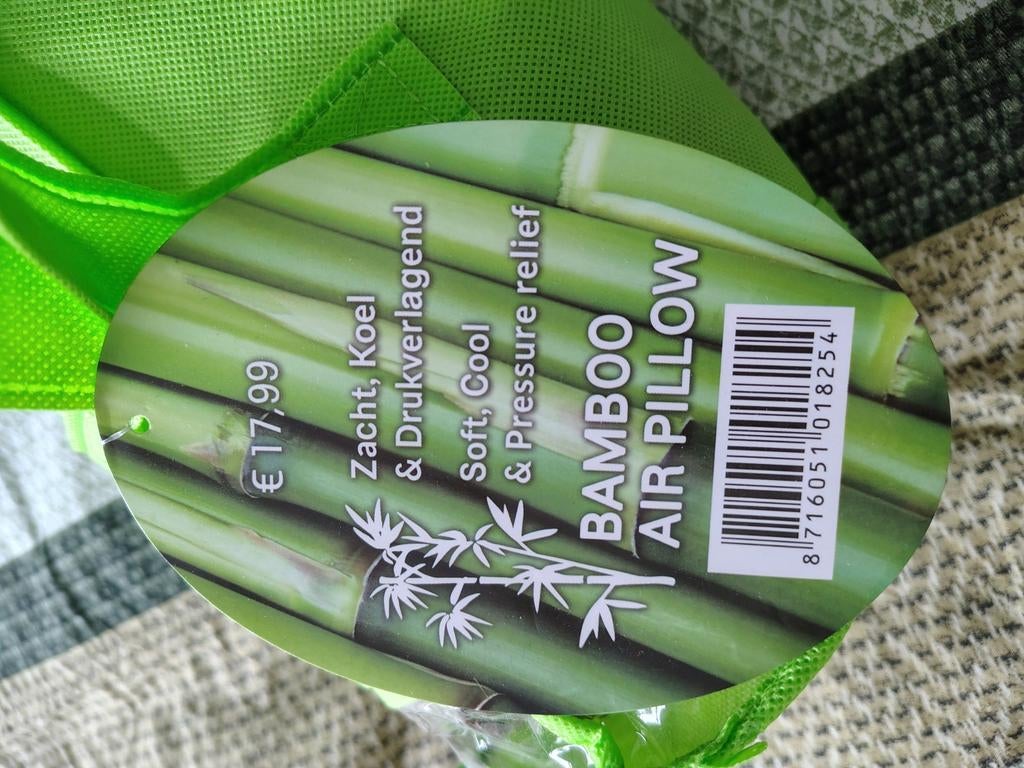 € 17,99
Zacht, Koel
& Drukverlagend
Soft, Cool
& Pressure relief
BAMBOO
AIR PILLOW
8 716051 018254